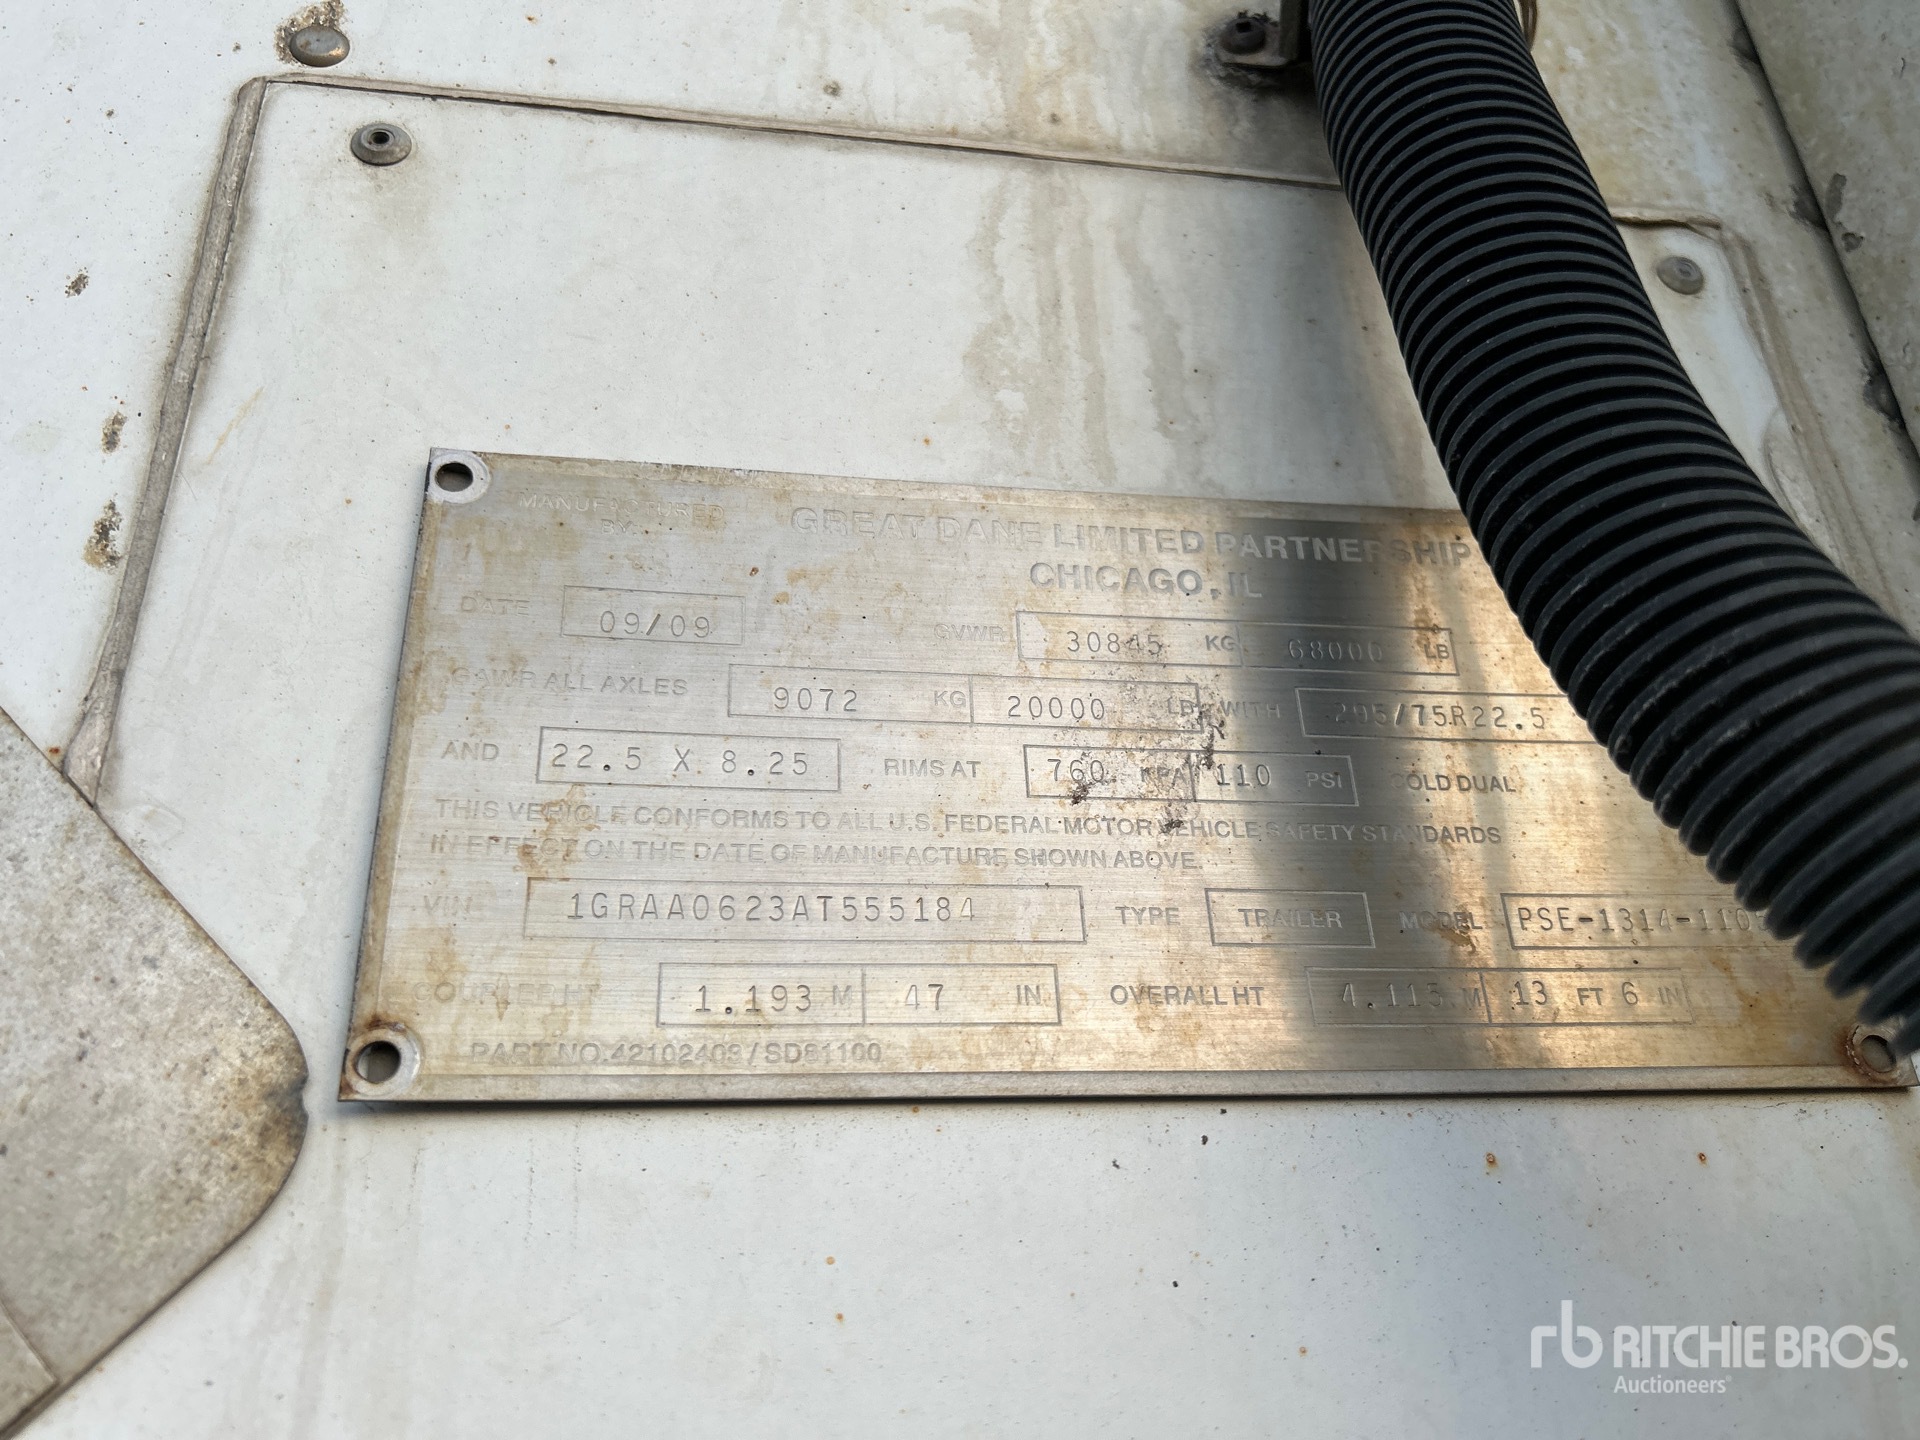 MANUFACTURED BY: GREAT DANE LIMITED PARTNERSHIP
CHICAGO, IL
DATE 09/09 GVWR 30845 KG 68000 LB
GAWR ALL AXLES 9072 KG 20000 LB WITH 295/75R22.5
AND 22.5 X 8.25 RIMS AT 760 KPA 110 PSI COLD DUAL
THIS VEHICLE CONFORMS TO ALL U.S. FEDERAL MOTOR VEHICLE SAFETY STANDARDS
IN EFFECT ON THE DATE OF MANUFACTURE SHOWN ABOVE.
VIN 1GRAA0623AT555184 TYPE TRAILER MODEL
COUPLER HT 1.193 M 47 IN OVERALL HT 4.115 M 13 FT 6 IN
PART NO. 42102409/SD81100
rb RITCHIE BROS.
Auctioneers